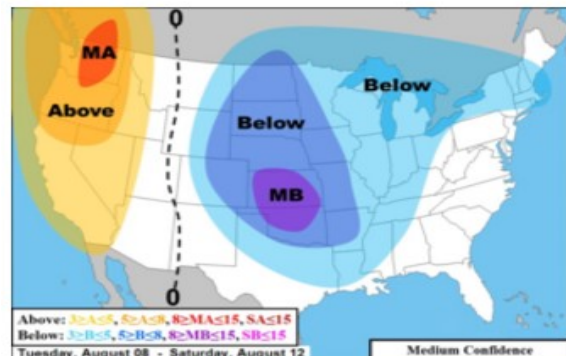 0
MA
Above
Below
Below
MB
0
Above: 3≥A≤5, 5≥A≤8, 8≥MA≤15, SA≤15
Below: 3≥B≤5, 5≥B≤8, 8≥MB≤15, SB≤15
Tuesday, August 08 - Saturday, August 12
Medium Confidence